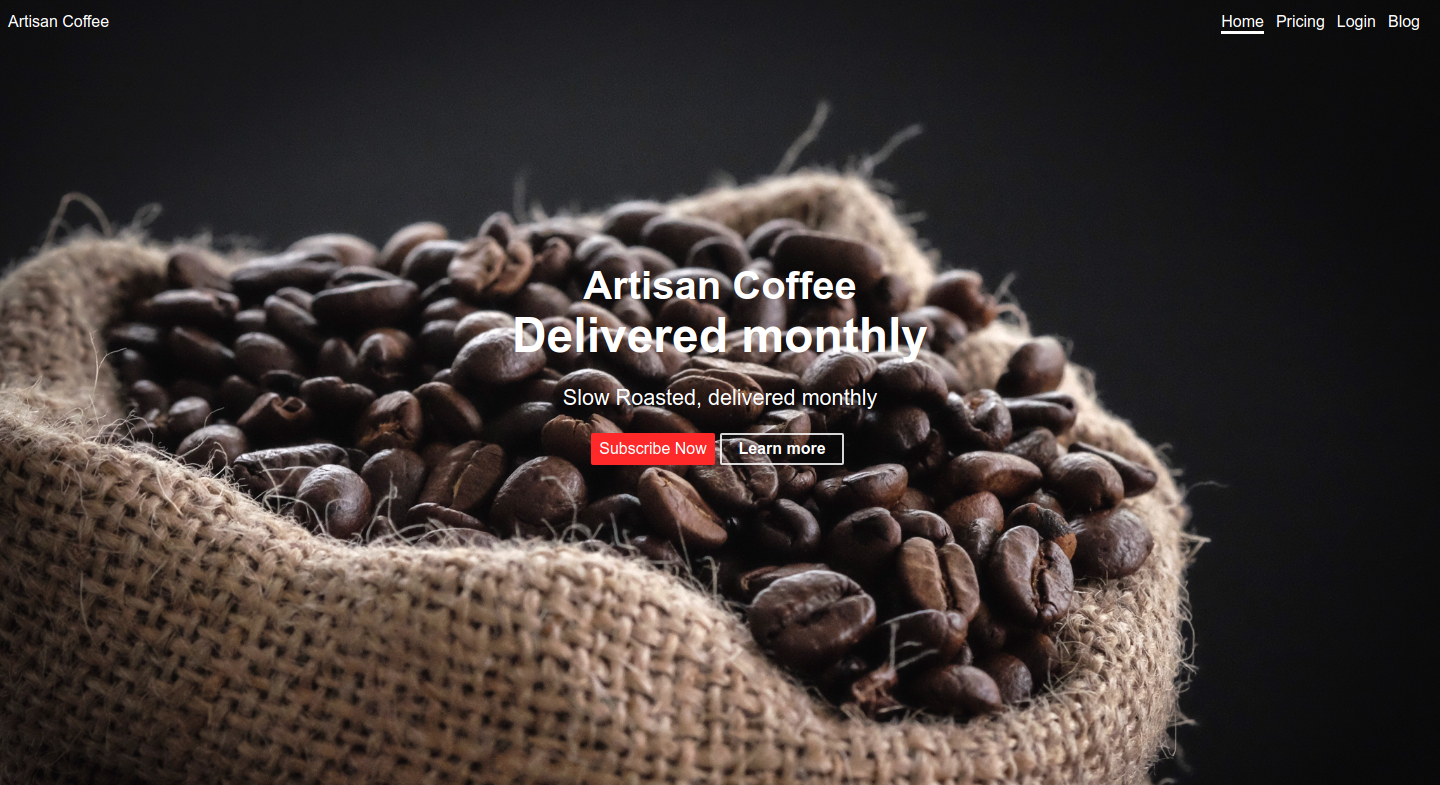 Artisan Coffee
Home Pricing Login Blog
Artisan Coffee
Delivered monthly
Slow Roasted, delivered monthly
Subscribe Now
Learn more